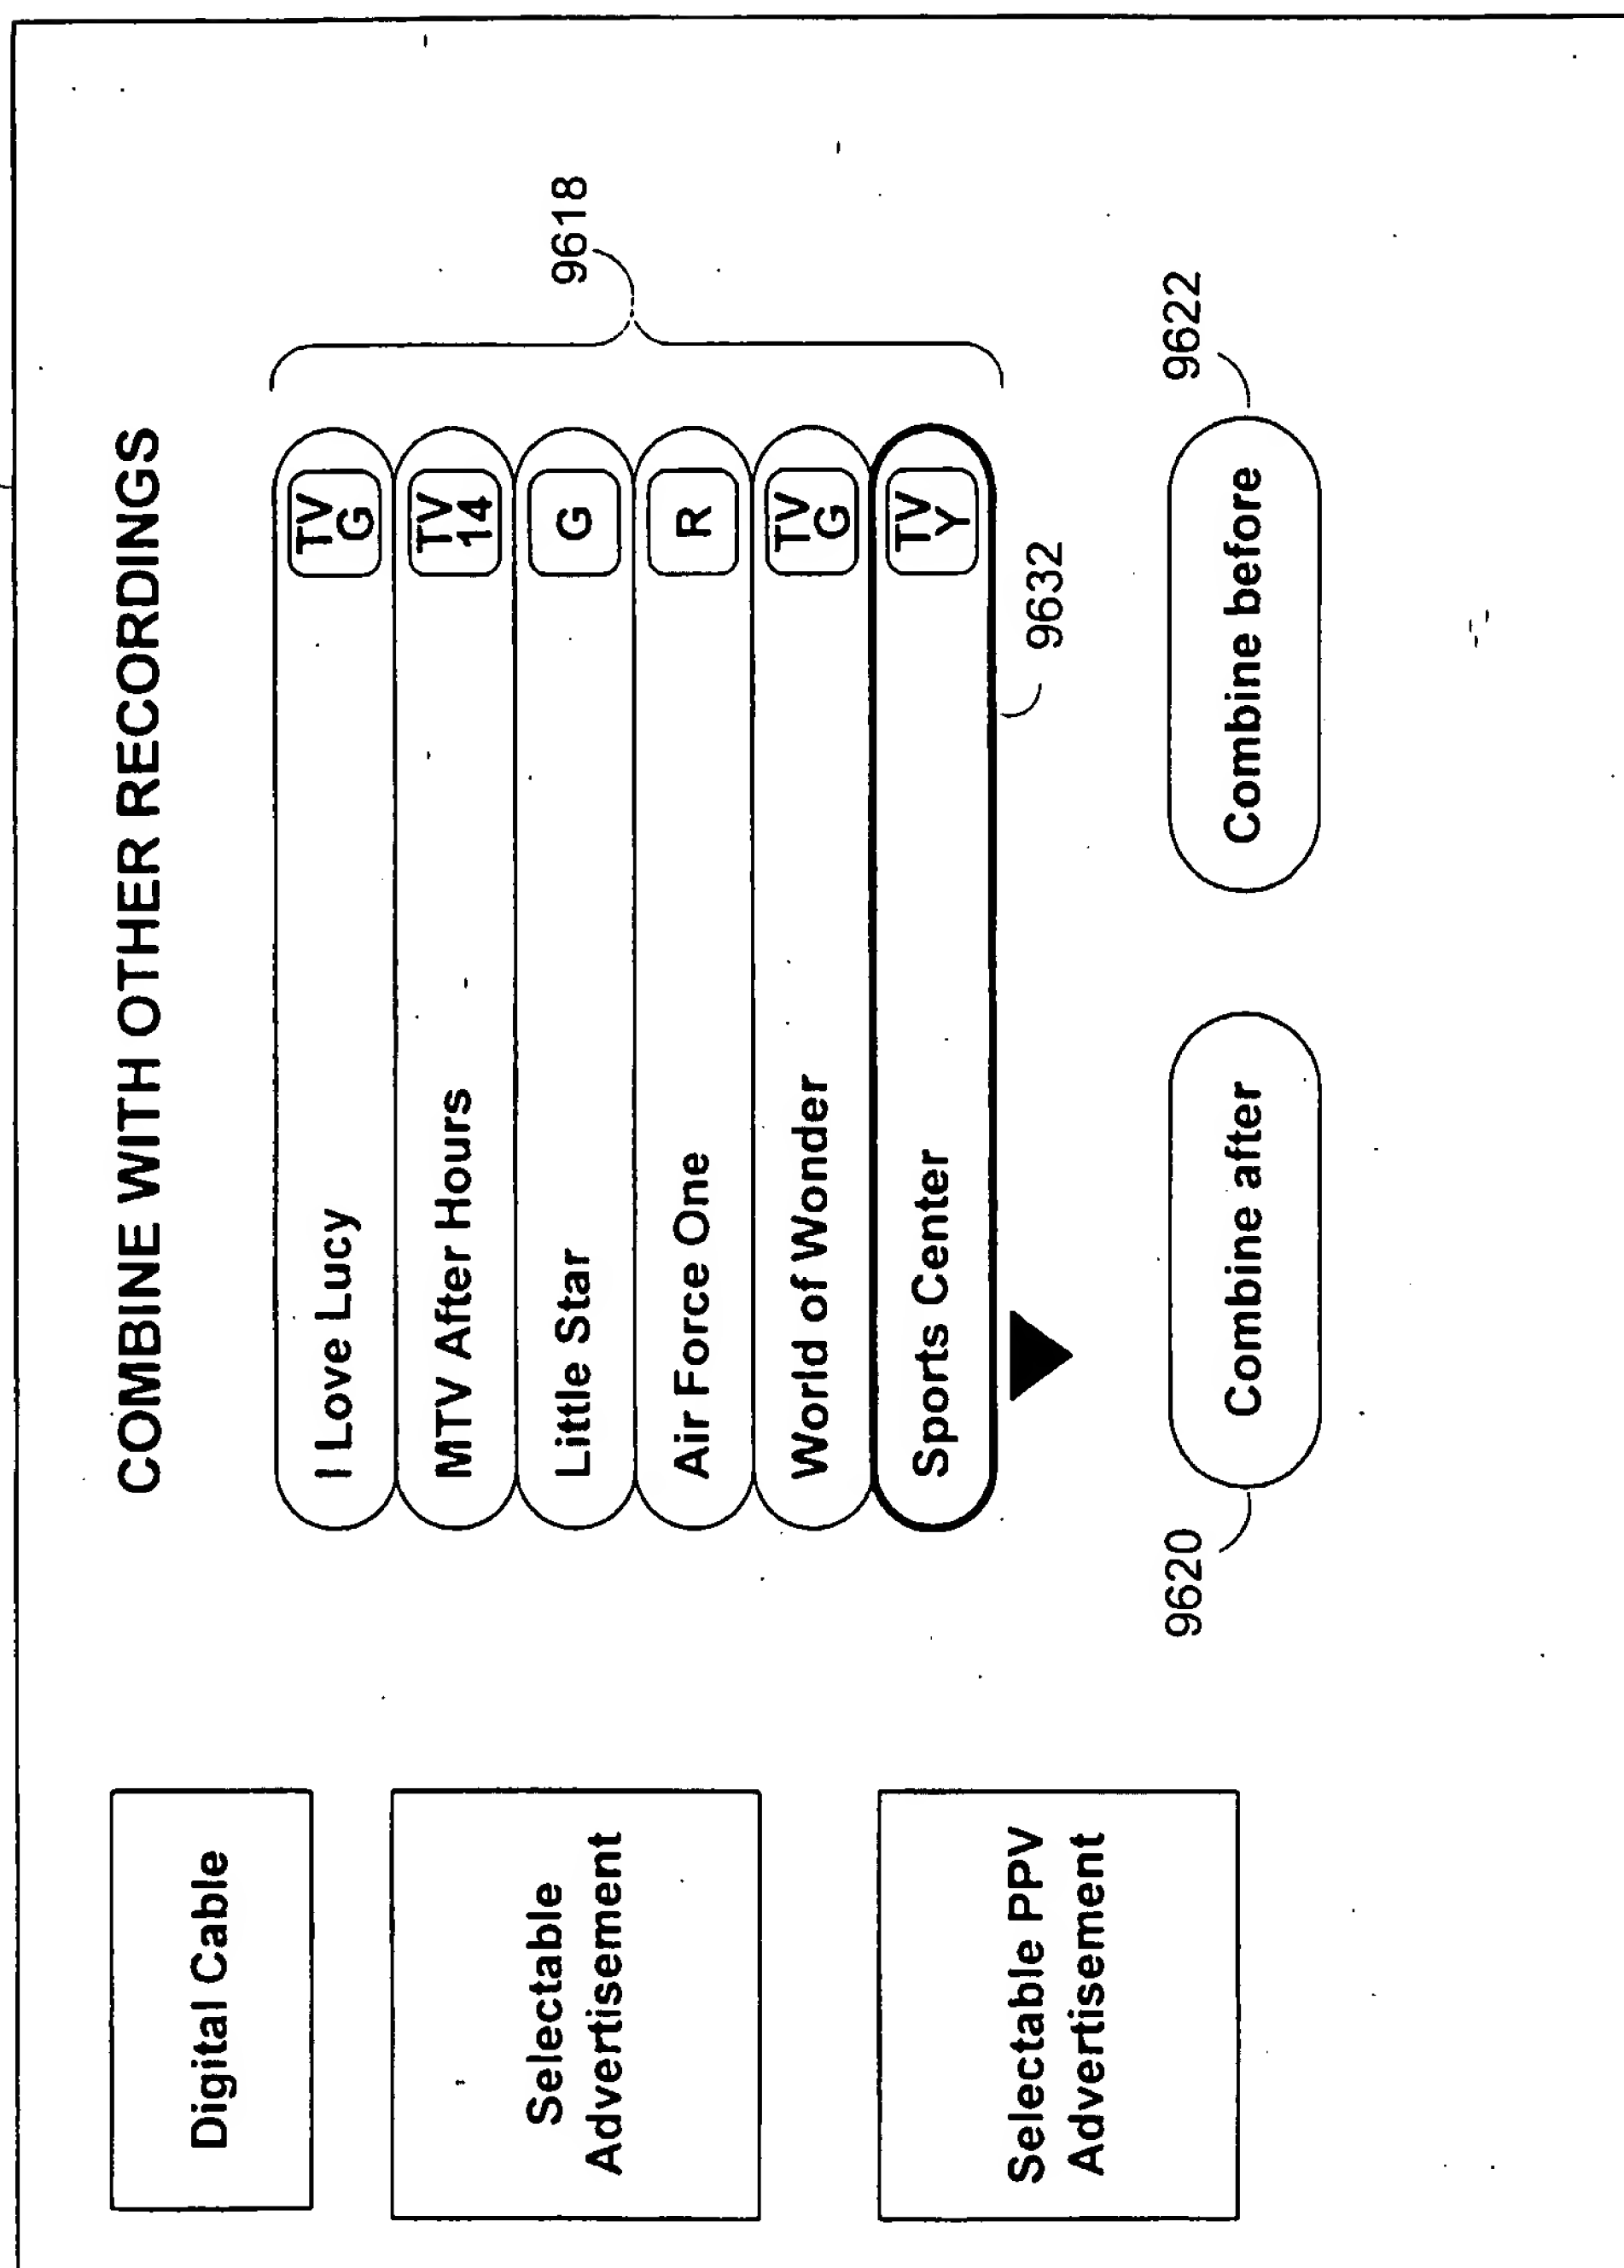 COMBINE WITH OTHER RECORDINGS
Digital Cable
Selectable
Advertisement
Selectable PPV
Advertisement
I Love Lucy
TV
G
MTV After Hours
TV
14
Little Star
G
Air Force One
R
World of Wonder
TV
G
Sports Center
TV
Y
9618
9632
9620
Combine after
Combine before
9622